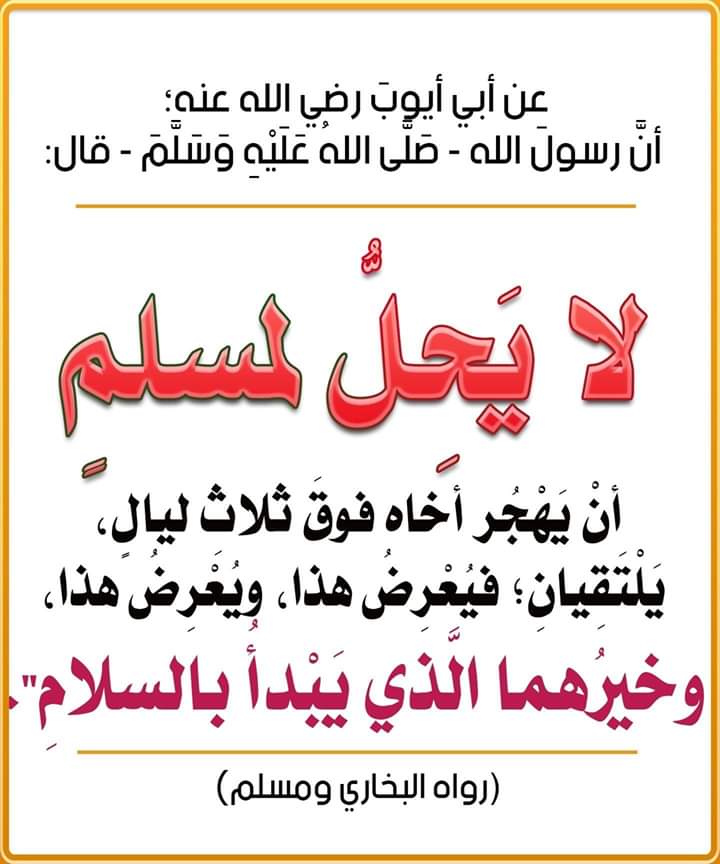 عن أبي أيوبَ رضي الله عنه؛
أنَّ رسولَ الله - صَلَّى اللهُ عَلَيْهِ وَسَلَّمَ - قال:
لا يَحِلُّ لمسلمٍ
أنْ يَهْجُر أخاه فوقَ ثلاث ليالٍ،
يَلْتَقِيانِ؛ فيُعْرِضُ هذا، ويُعْرِضُ هذا،
وخيرُهما الَّذي يَبْدأُ بالسلامِ".
(رواه البخاري ومسلم)